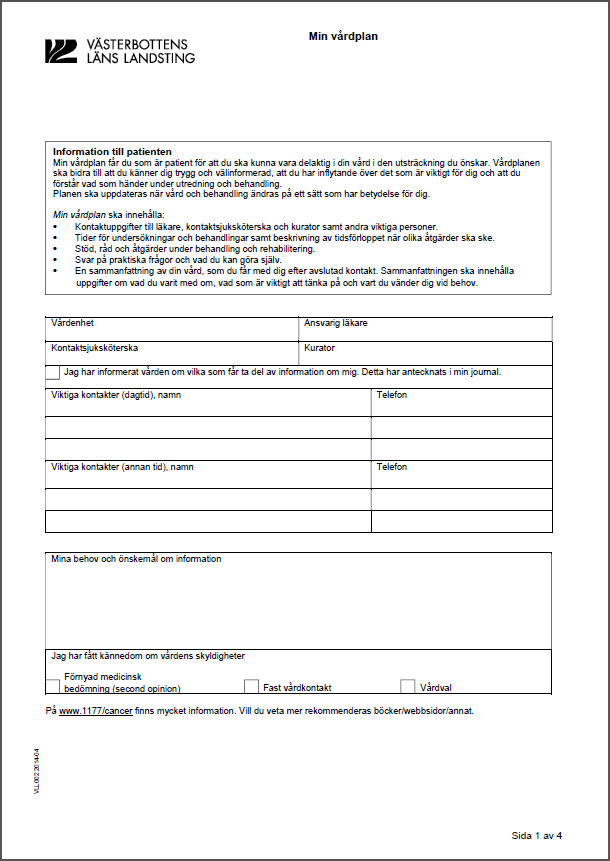 VÄSTERBOTTENS
LÄNS LANDSTING
Min vårdplan
Information till patienten
Min vårdplan får du som är patient för att du ska kunna vara delaktig i din vård i den utsträckning du önskar. Vårdplanen
ska bidra till att du känner dig trygg och välinformerad, att du har inflytande över det som är viktigt för dig och att du
förstår vad som händer under utredning och behandling.
Planen ska uppdateras när vård och behandling ändras på ett sätt som har betydelse för dig.
Min vårdplan ska innehålla:
• Kontaktuppgifter till läkare, kontaktsjuksköterska och kurator samt andra viktiga personer.
• Tider för undersökningar och behandlingar samt beskrivning av tidsförloppet när olika åtgärder ska ske.
• Stöd, råd och åtgärder under behandling och rehabilitering.
• Svar på praktiska frågor och vad du kan göra själv.
• En sammanfattning av din vård, som du får med dig efter avslutad kontakt. Sammanfattningen ska innehålla
uppgifter om vad du varit med om, vad som är viktigt att tänka på och vart du vänder dig vid behov.
Vårdenhet Ansvarig läkare
Kontaktsjuksköterska Kurator
Jag har informerat vården om vilka som får ta del av information om mig. Detta har antecknats i min journal.
Viktiga kontakter (dagtid), namn Telefon
Viktiga kontakter (annan tid), namn Telefon
Mina behov och önskemål om information
Jag har fått kännedom om vårdens skyldigheter
Förnyad medicinsk
bedömning (second opinion) Fast vårdkontakt Vårdval
På www.1177/cancer finns mycket information. Vill du veta mer rekommenderas böcker/webbsidor/annat.
VLL002 2014-04
Sida 1 av 4